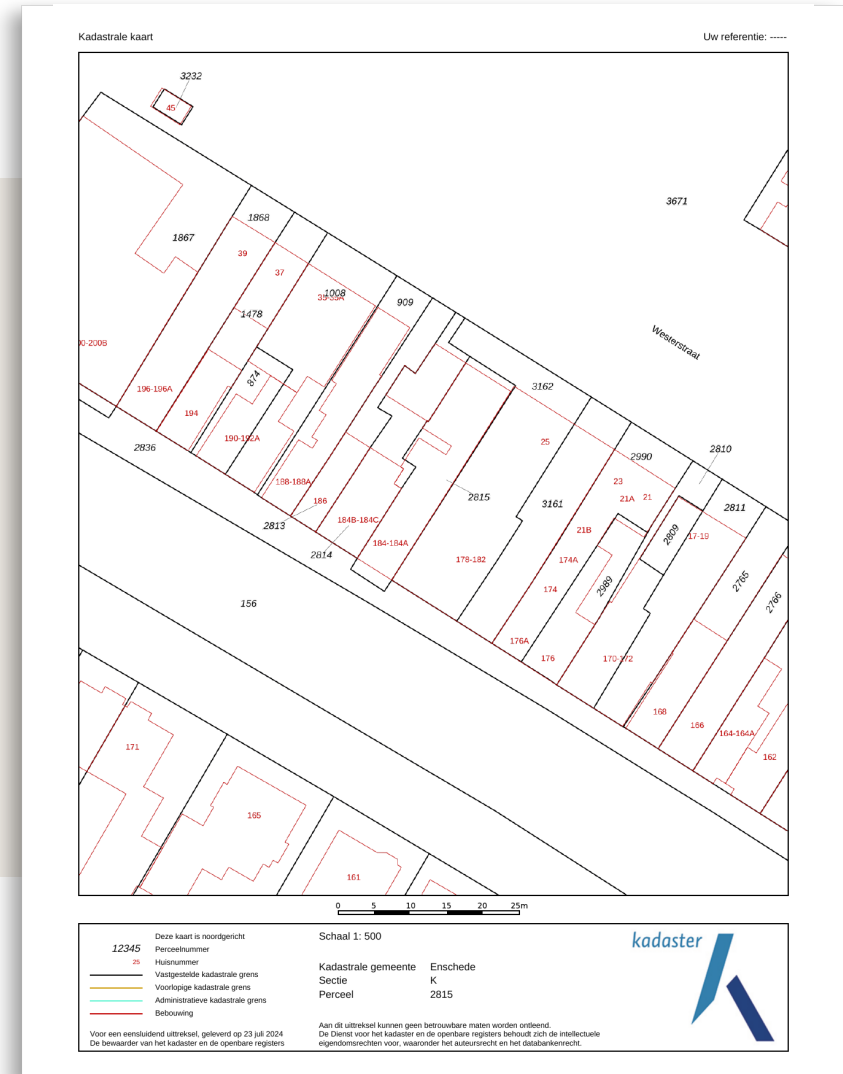 Kadastrale kaart
Uw referentie: -----
3232
45
3671
1867
1868
39
37
1008
35-35A
909
1478
Westerstraat
00-200B
874
3162
196-196A
194
190-192A
2836
25
2990
2810
188-188A
186
2813
2815
3161
23
21A
21
2811
2809
17-19
184B-184C
2814
184-184A
21B
178-182
174A
174
2989
2765
2766
156
176A
176
170-172
168
166
164-164A
162
171
165
161
0 5 10 15 20 25m
Deze kaart is noordgericht
12345 Perceelnummer
25 Huisnummer
Vastgestelde kadastrale grens
Voorlopige kadastrale grens
Administratieve kadastrale grens
Bebouwing
Voor een eensluidend uittreksel, geleverd op 23 juli 2024
De bewaarder van het kadaster en de openbare registers
Schaal 1: 500
Kadastrale gemeente Enschede
Sectie K
Perceel 2815
Aan dit uittreksel kunnen geen betrouwbare maten worden ontleend.
De Dienst voor het kadaster en de openbare registers behoudt zich de intellectuele
eigendomsrechten voor, waaronder het auteursrecht en het databankenrecht.
kadaster